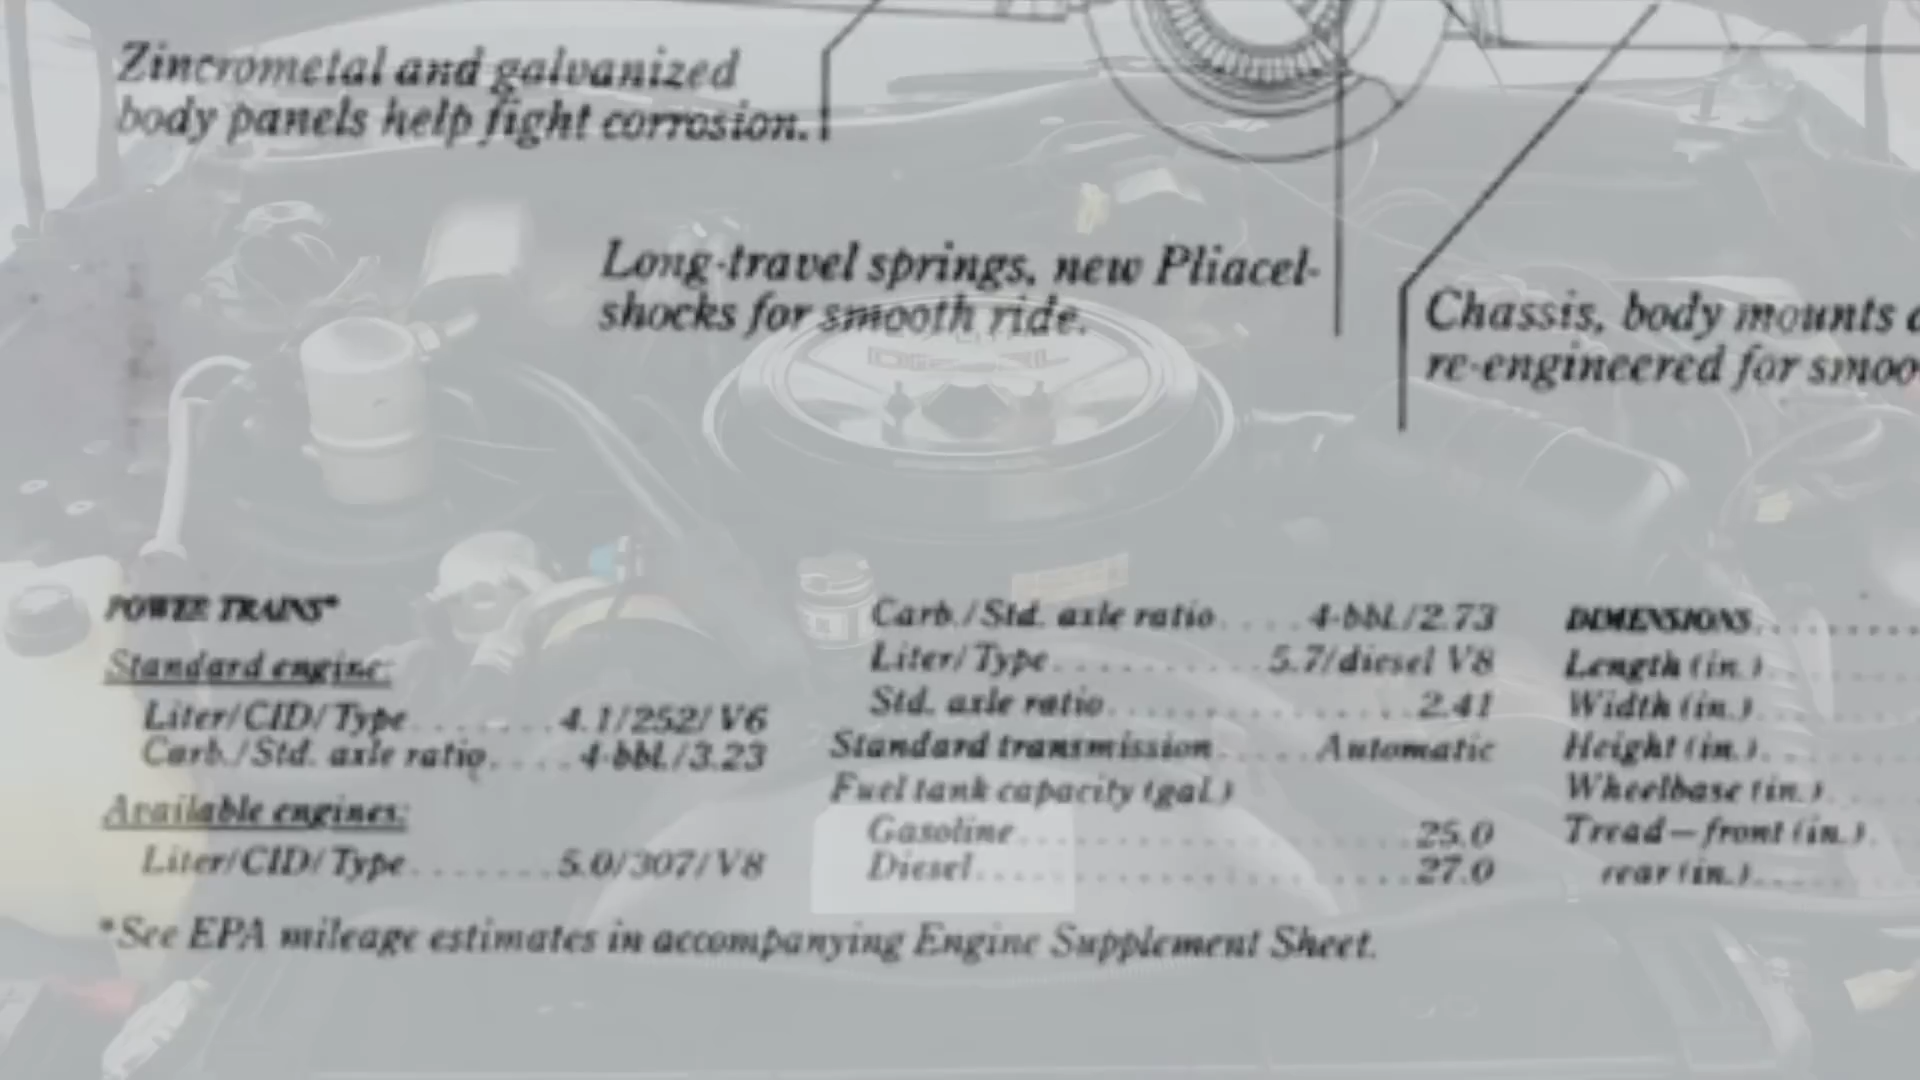 Zincrometal and galvanized
body panels help fight corrosion.
Long-travel springs, new Pliacel-
shocks for smooth ride.
Chassis, body mounts
re-engineered for smoo
POWER TRAINS*
Standard engine:
Liter/CID/Type........4.1/252/V6
Carb./Std. axle ratio....4-bbl./3.23
Available engines:
Liter/CID/Type........5.0/307/V8
Carb./Std. axle ratio....4-bbl./2.73
Liter/Type............5.7/diesel V8
Std. axle ratio.................2.41
Standard transmission.....Automatic
Fuel tank capacity (gal.)
Gasoline........................25.0
Diesel..........................27.0
DIMENSIONS
Length (in.)
Width (in.)
Height (in.)
Wheelbase (in.)
Tread—front (in.)
rear (in.)
*See EPA mileage estimates in accompanying Engine Supplement Sheet.
DIESEL